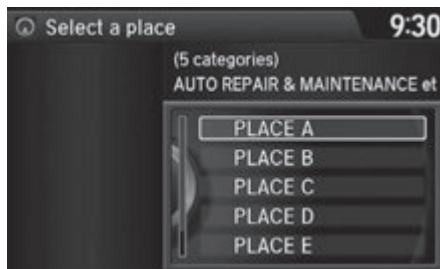 Select a place
9:30
(5 categories)
AUTO REPAIR & MAINTENANCE et
PLACE A
PLACE B
PLACE C
PLACE D
PLACE E